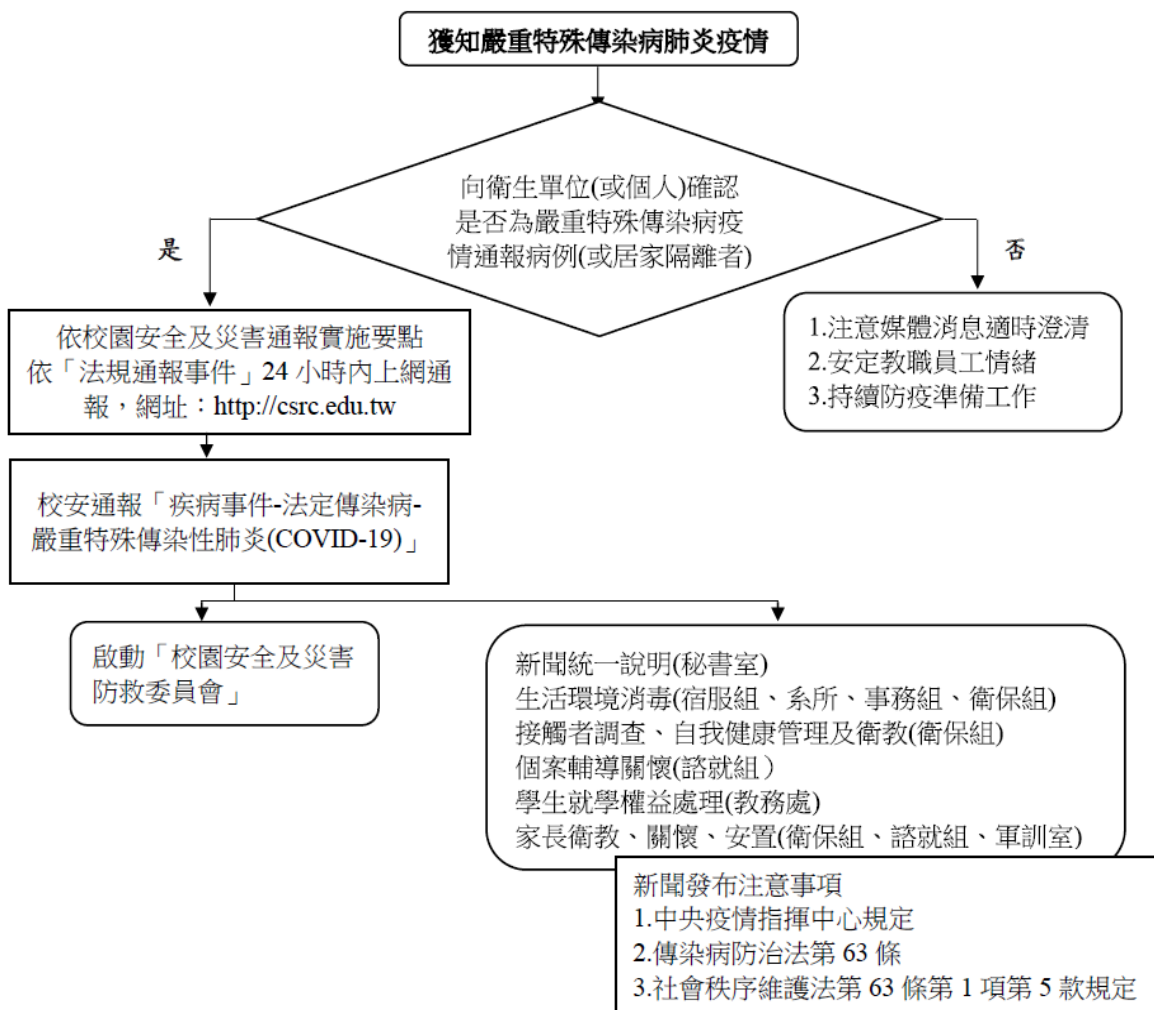 獲知嚴重特殊傳染病肺炎疫情
向衛生單位(或個人)確認
是否為嚴重特殊傳染病疫
情通報病例(或居家隔離者)
是
否
依校園安全及災害通報實施要點
依「法規通報事件」24 小時內上網通
報，網址：http://csrc.edu.tw
1.注意媒體消息適時澄清
2.安定教職員工情緒
3.持續防疫準備工作
校安通報「疾病事件-法定傳染病-
嚴重特殊傳染性肺炎(COVID-19)」
啟動「校園安全及災害
防救委員會」
新聞統一說明(秘書室)
生活環境消毒(宿服組、系所、事務組、衛保組)
接觸者調查、自我健康管理及衛教(衛保組)
個案輔導關懷(諮就組）
學生就學權益處理(教務處)
家長衛教、關懷、安置(衛保組、諮就組、軍訓室)
新聞發布注意事項
1.中央疫情指揮中心規定
2.傳染病防治法第 63 條
3.社會秩序維護法第 63 條第 1 項第 5 款規定